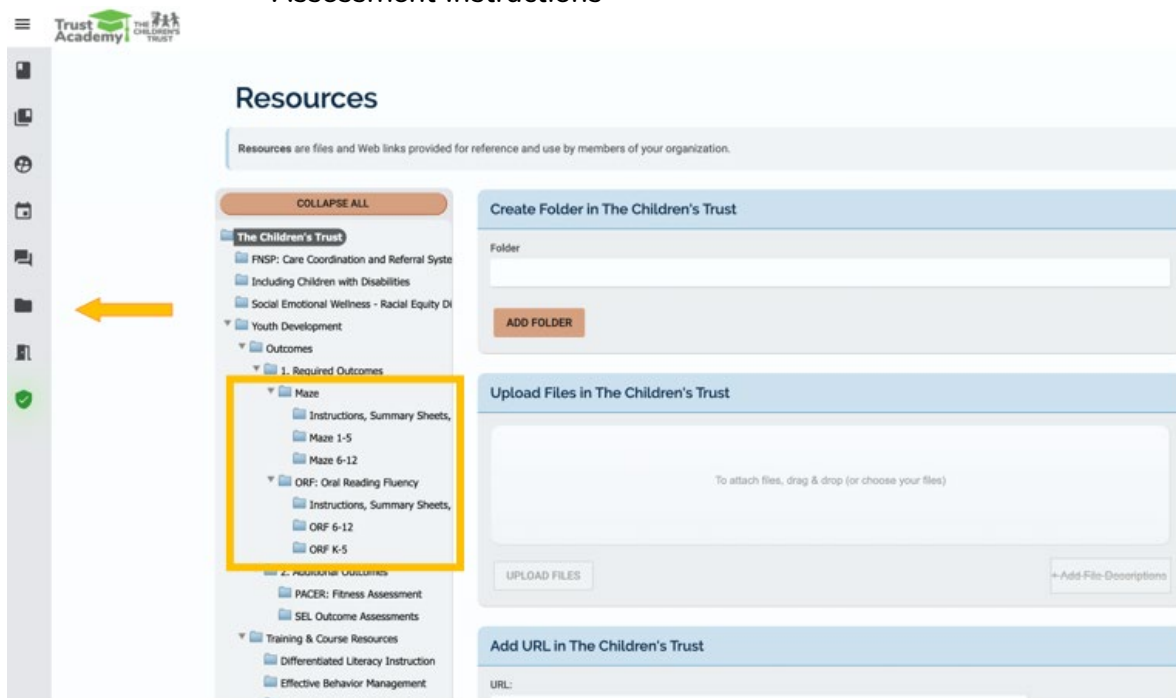 Assessment Instructions
Trust Academy
THE CHILDREN'S TRUST
Resources
Resources are files and Web links provided for reference and use by members of your organization.
COLLAPSE ALL
The Children's Trust
FNSP: Care Coordination and Referral Syste
Including Children with Disabilities
Social Emotional Wellness - Racial Equity Di
Youth Development
Outcomes
1. Required Outcomes
Maze
Instructions, Summary Sheets,
Maze 1-5
Maze 6-12
ORF: Oral Reading Fluency
Instructions, Summary Sheets,
ORF 6-12
ORF K-5
2. Additional Outcomes
PACER: Fitness Assessment
SEL Outcome Assessments
Training & Course Resources
Differentiated Literacy Instruction
Effective Behavior Management
Create Folder in The Children's Trust
Folder
ADD FOLDER
Upload Files in The Children's Trust
To attach files, drag & drop (or choose your files)
UPLOAD FILES
+ Add File Descriptions
Add URL in The Children's Trust
URL: